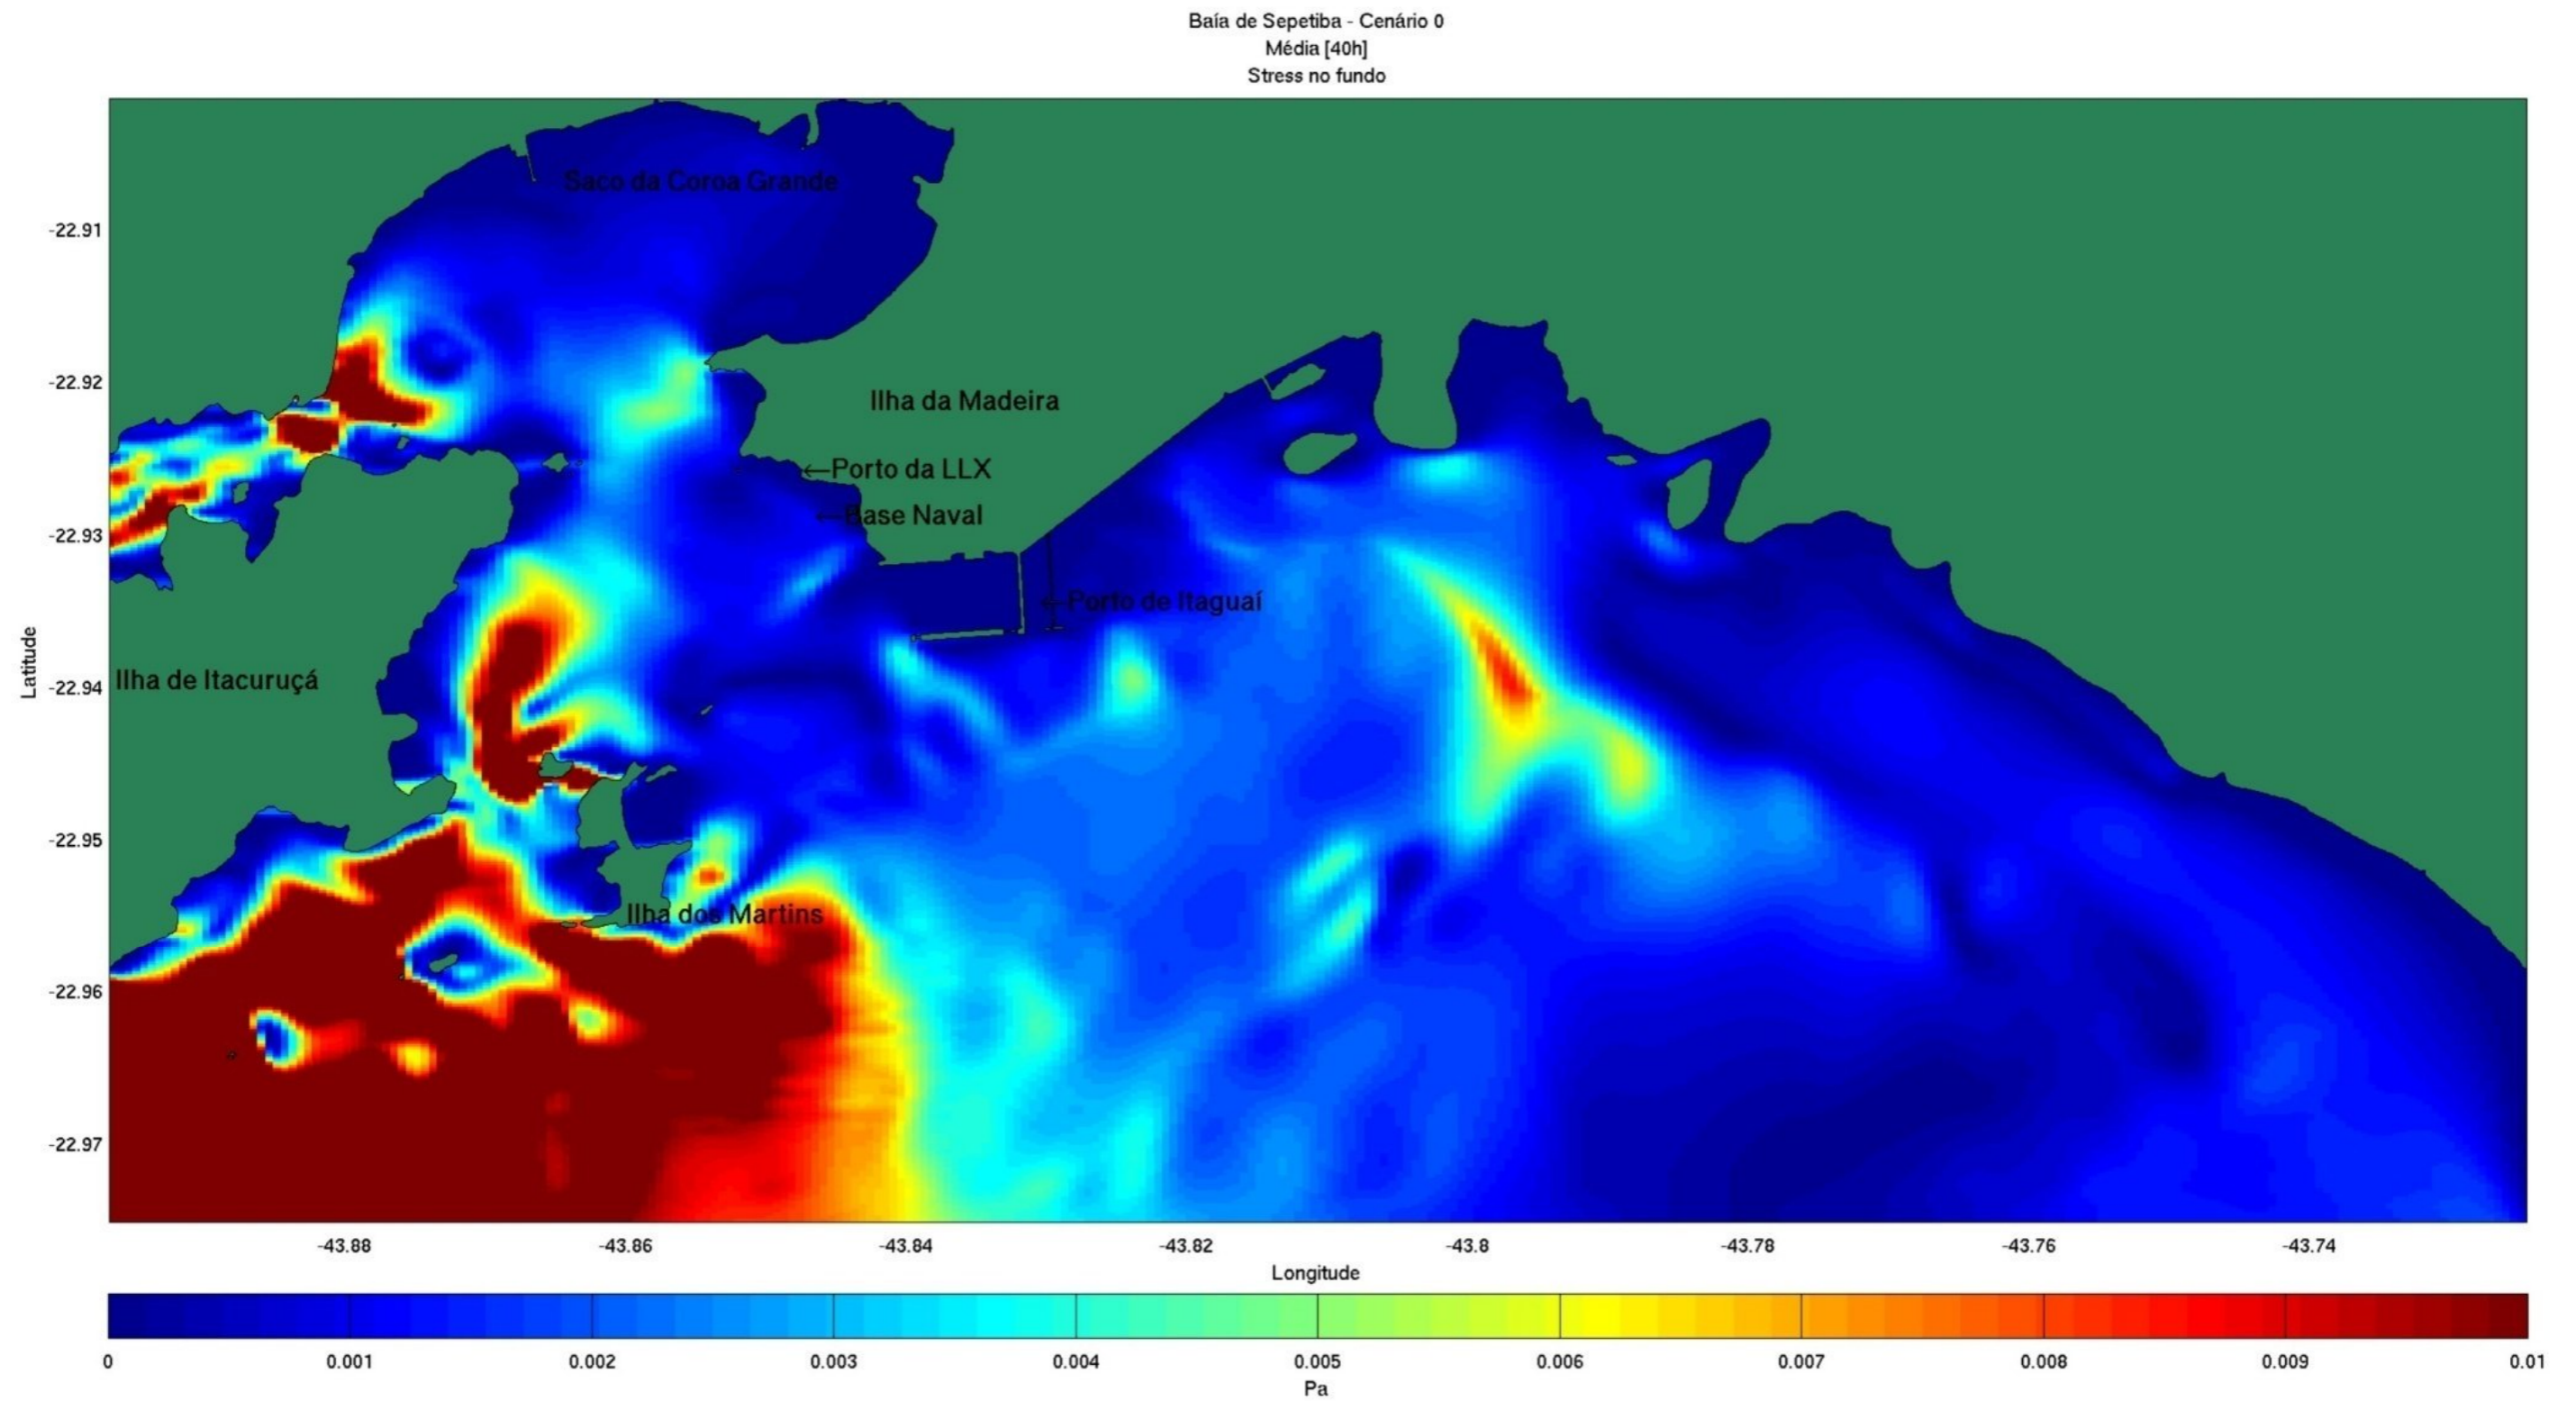 Baía de Sepetiba - Cenário 0
Média [40h]
Stress no fundo
Saco da Coroa Grande
-22.91
-22.92
Ilha da Madeira
←Porto da LLX
←Base Naval
-22.93
←Porto de Itaguaí
Latitude
Ilha de Itacuruçá
-22.94
-22.95
Ilha dos Martins
-22.96
-22.97
-43.88 -43.86 -43.84 -43.82 -43.8 -43.78 -43.76 -43.74
Longitude
0 0.001 0.002 0.003 0.004 0.005 0.006 0.007 0.008 0.009 0.01
Pa